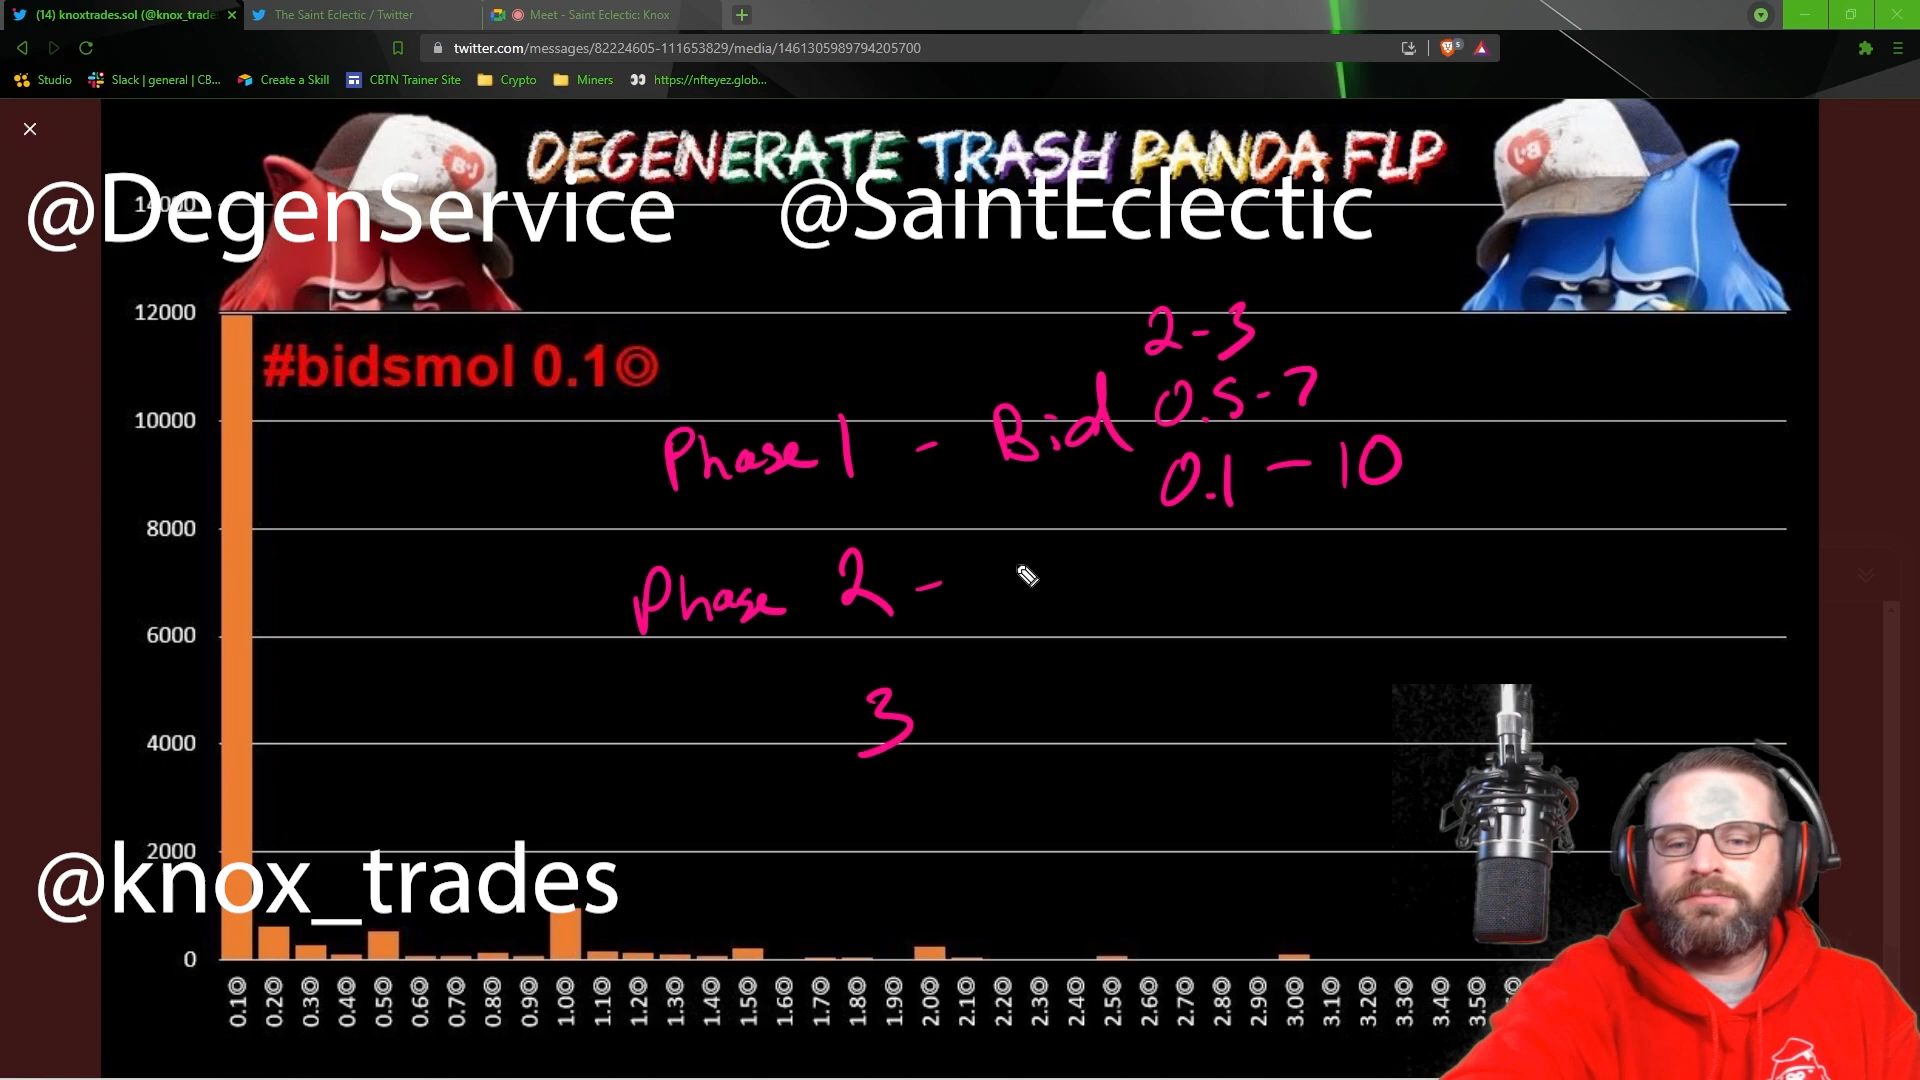 (14) knoxtrades.sol (@knox_trade
The Saint Eclectic / Twitter
Meet - Saint Eclectic: Knox
twitter.com/messages/82224605-111653829/media/1461305989794205700
5
Studio
Slack | general | CB...
Create a Skill
CBTN Trainer Site
Crypto
Miners
https://nfteyez.glob...
DEGENERATE TRASH PANDA FLP
@DegenService
@SaintEclectic
14000
12000
#bidsmol 0.1◎
2-3
0.5-7
10000
Phase 1 - Bid
0.1 - 10
8000
Phase 2 -
6000
3
4000
2000
@knox_trades
0
0.1◎ 0.2◎ 0.3◎ 0.4◎ 0.5◎ 0.6◎ 0.7◎ 0.8◎ 0.9◎ 1.0◎ 1.1◎ 1.2◎ 1.3◎ 1.4◎ 1.5◎ 1.6◎ 1.7◎ 1.8◎ 1.9◎ 2.0◎ 2.1◎ 2.2◎ 2.3◎ 2.4◎ 2.5◎ 2.6◎ 2.7◎ 2.8◎ 2.9◎ 3.0◎ 3.1◎ 3.2◎ 3.3◎ 3.4◎ 3.5◎